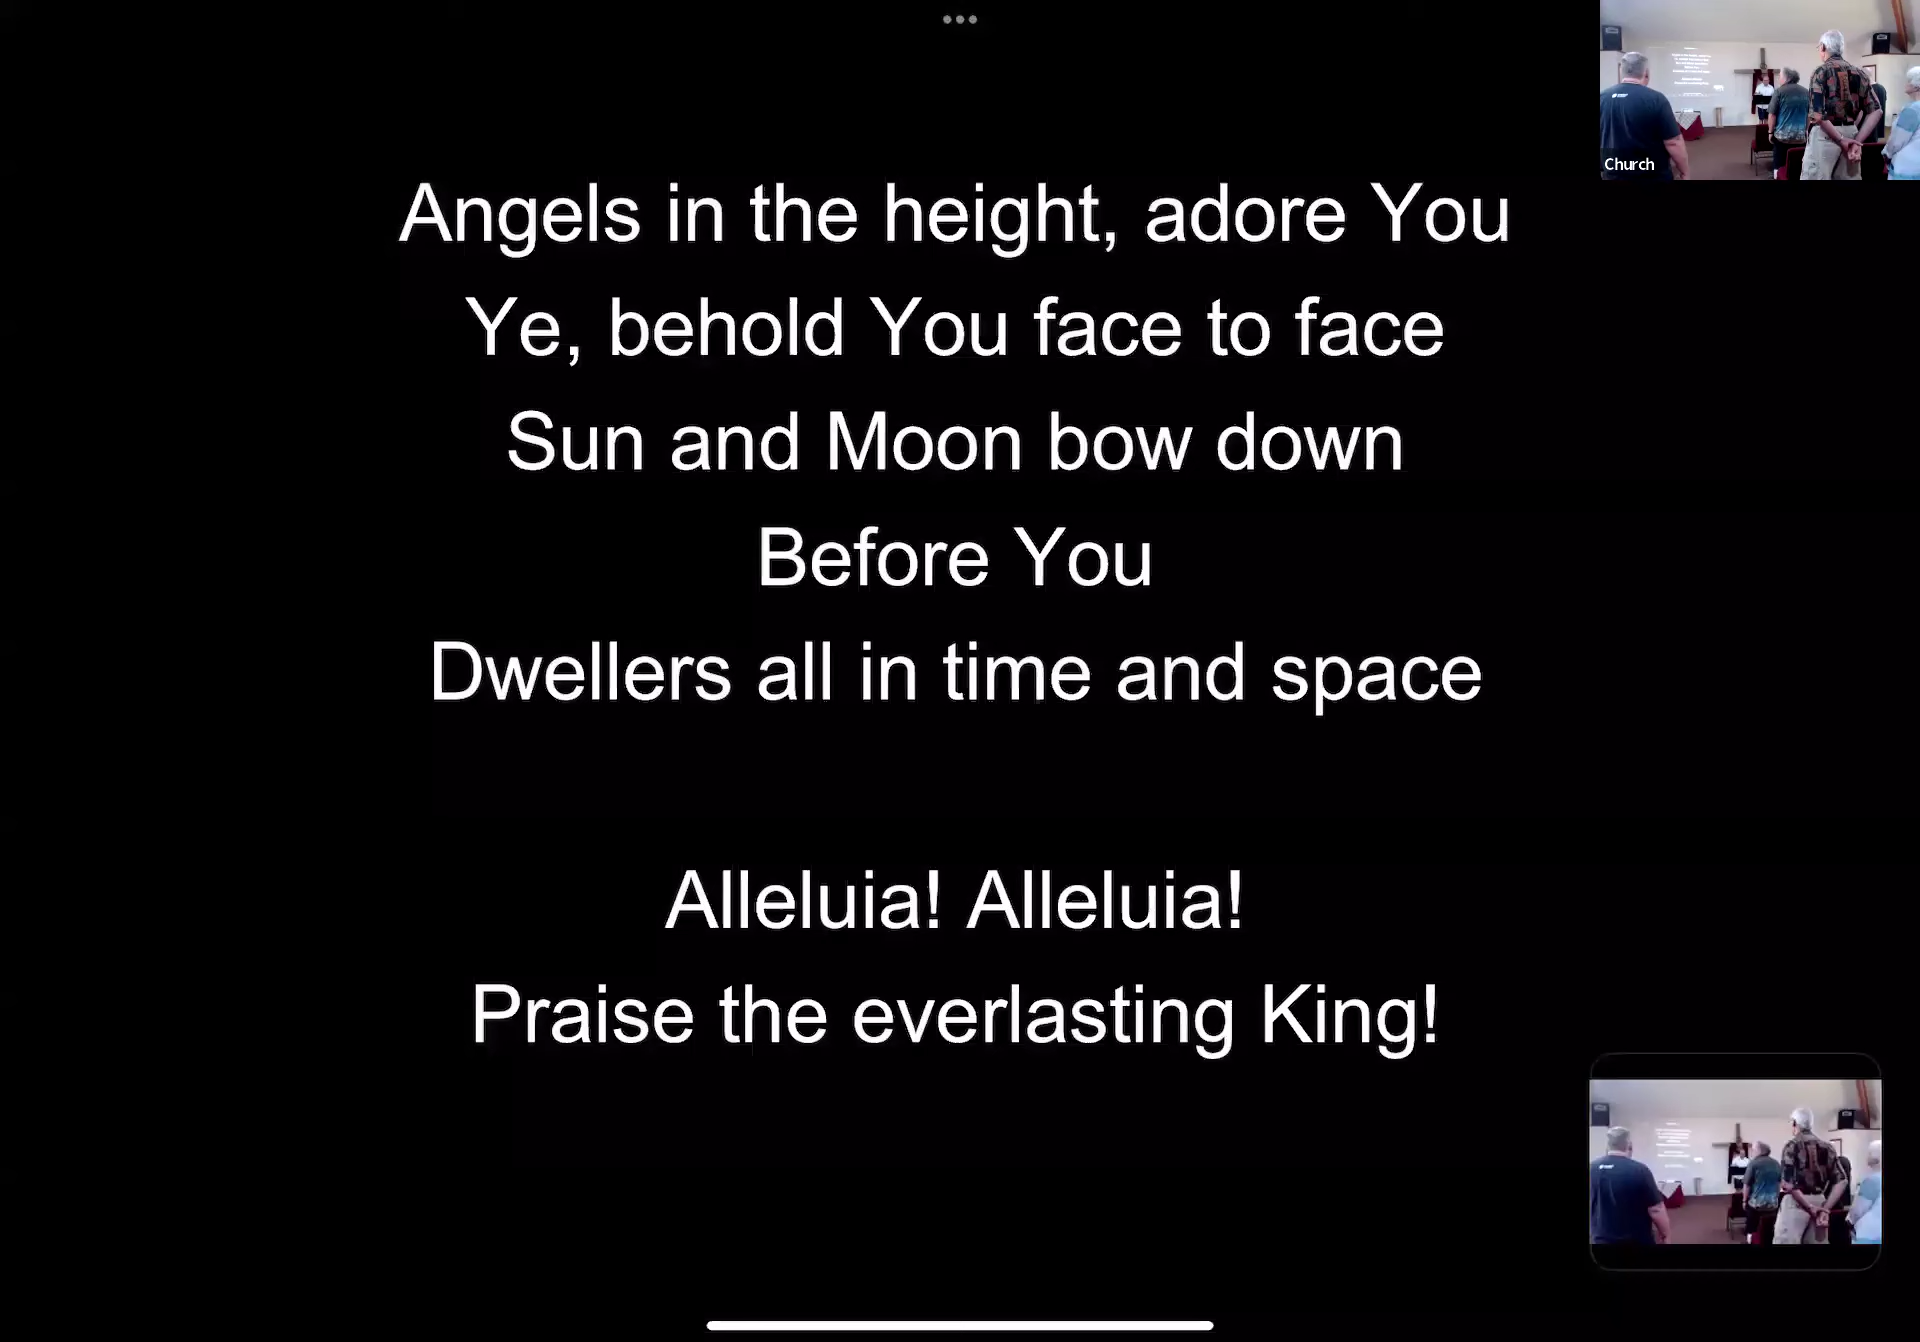 Church
Angels in the height, adore You
Ye, behold You face to face
Sun and Moon bow down
Before You
Dwellers all in time and space
Alleluia! Alleluia!
Praise the everlasting King!